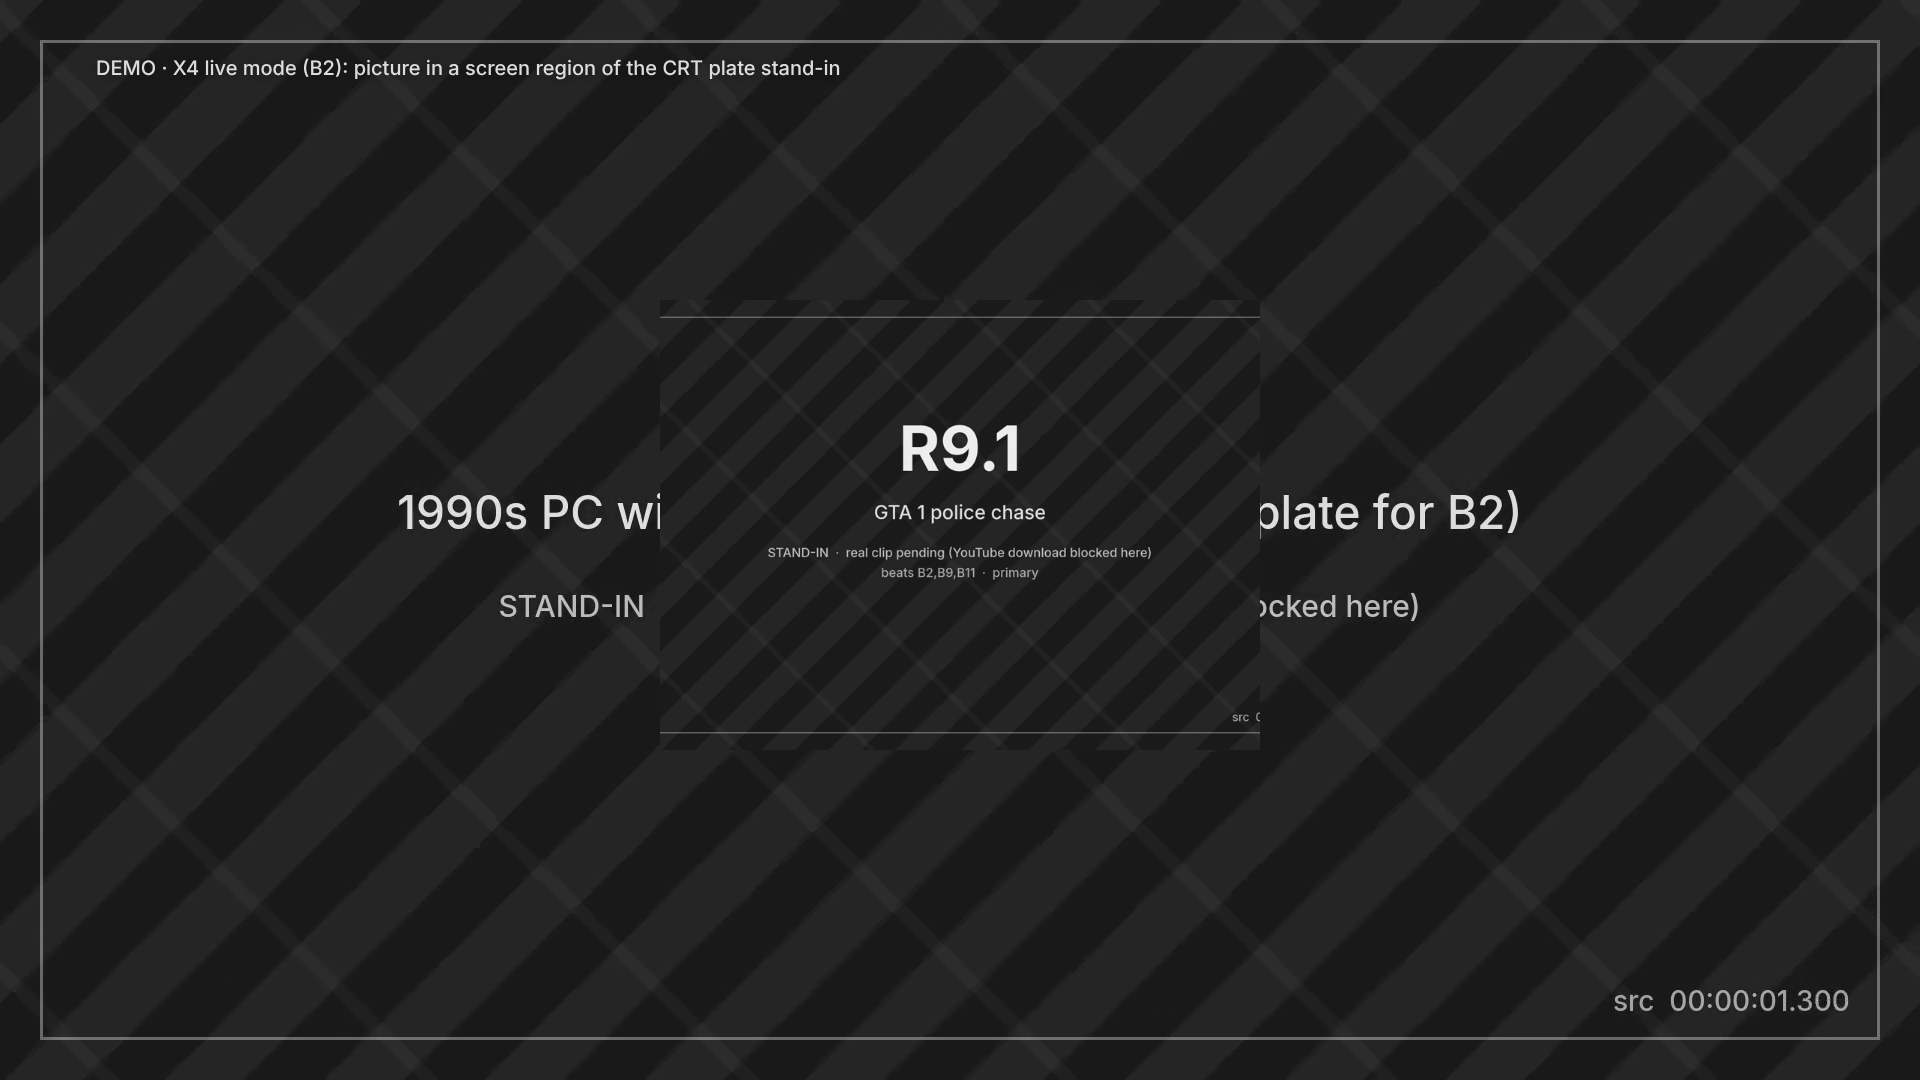 DEMO · X4 live mode (B2): picture in a screen region of the CRT plate stand-in
R9.1
1990s PC wi
GTA 1 police chase
plate for B2)
STAND-IN · real clip pending (YouTube download blocked here)
beats B2,B9,B11 · primary
STAND-IN
ocked here)
src
src 00:00:01.300